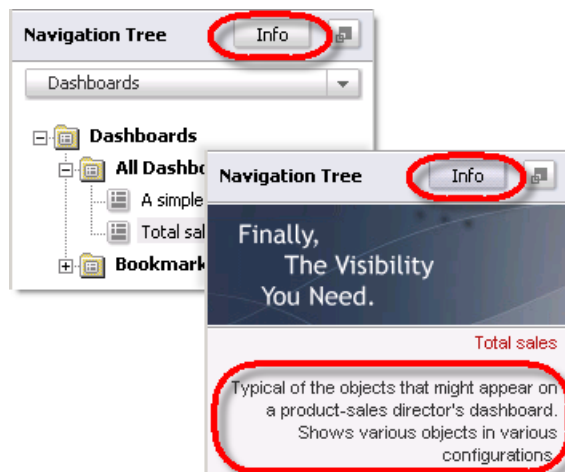 Navigation Tree Info
Dashboards
Dashboards
All Dashbo
A simple
Total sal
Bookmark
Navigation Tree Info
Finally,
The Visibility
You Need.
Total sales
Typical of the objects that might appear on
a product-sales director's dashboard.
Shows various objects in various
configurations.